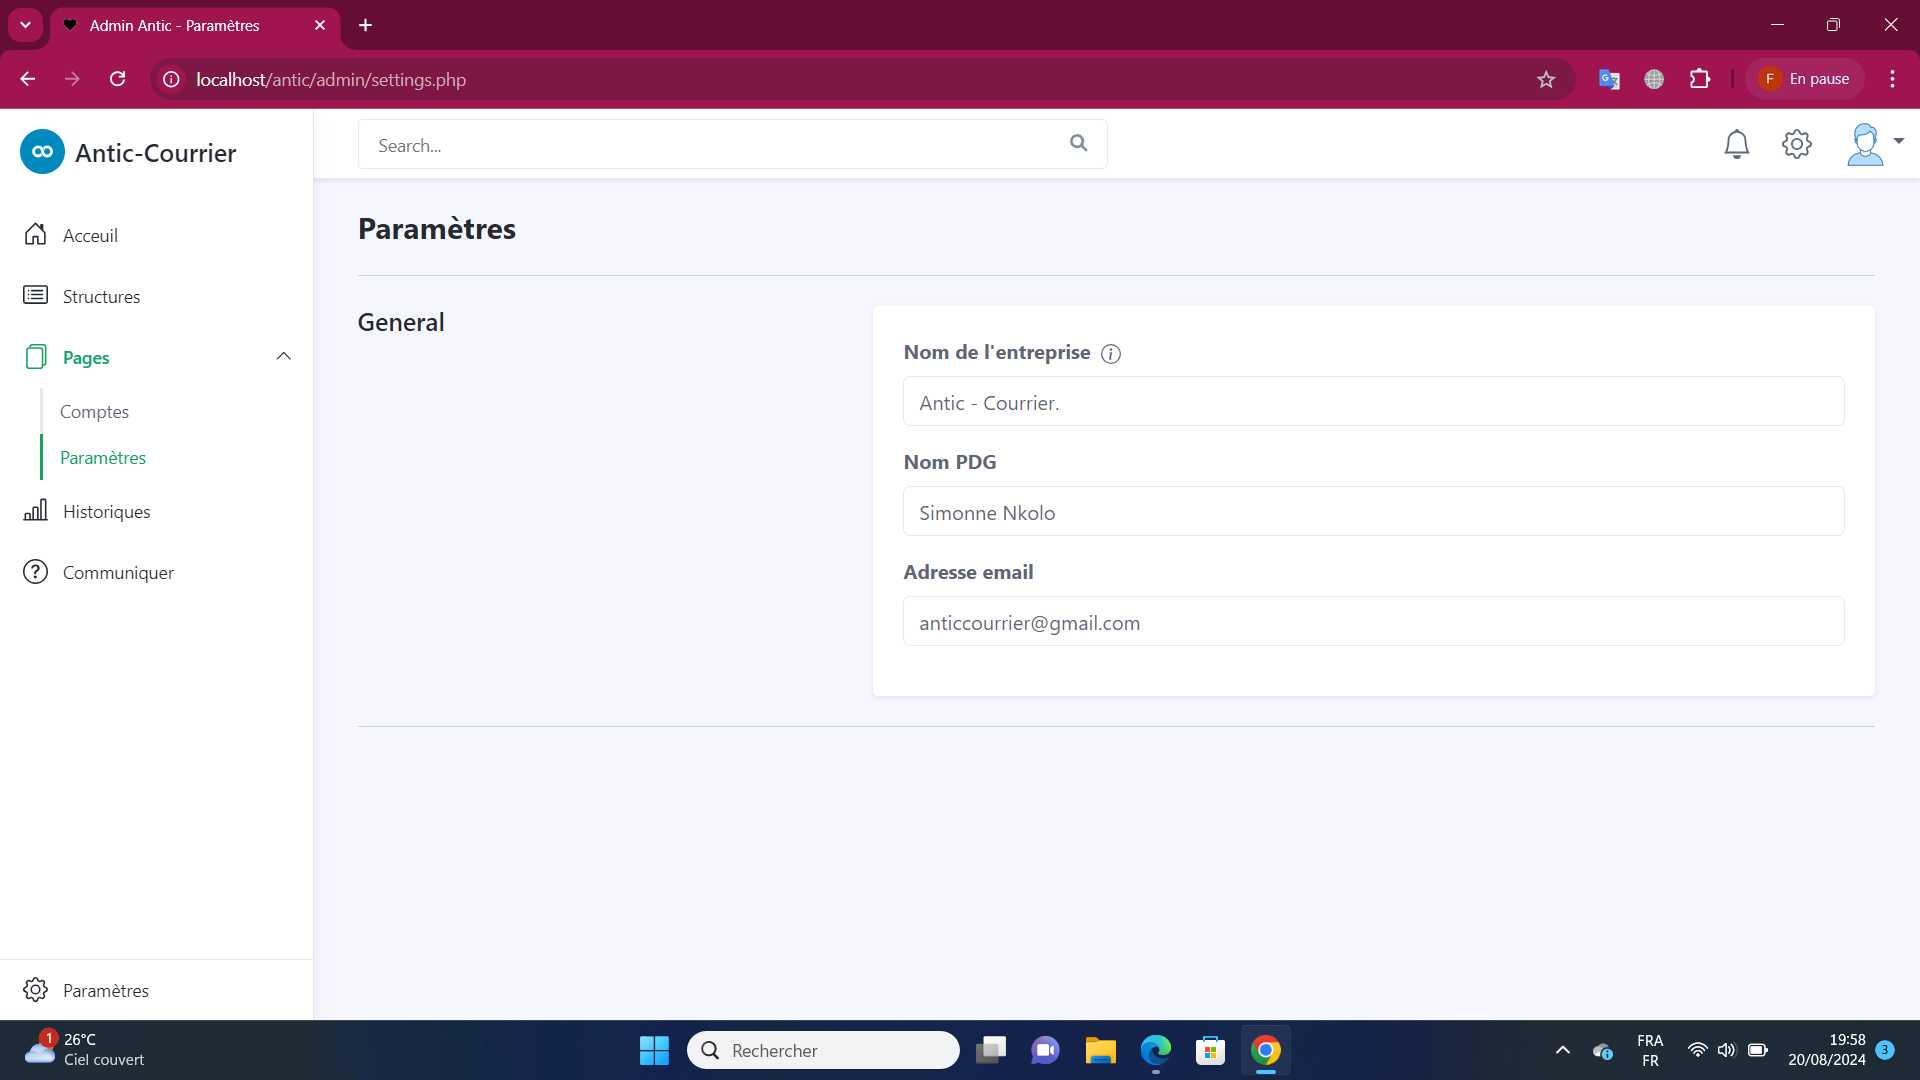 Admin Antic - Paramètres
localhost/antic/admin/settings.php
F En pause
Antic-Courrier
Search...
Acceuil
Structures
Pages
Comptes
Paramètres
Historiques
Communiquer
Paramètres
Paramètres
General
Nom de l'entreprise
Antic - Courrier.
Nom PDG
Simonne Nkolo
Adresse email
anticcourrier@gmail.com
1
26°C
Ciel couvert
Rechercher
FRA
FR
19:58
20/08/2024
3